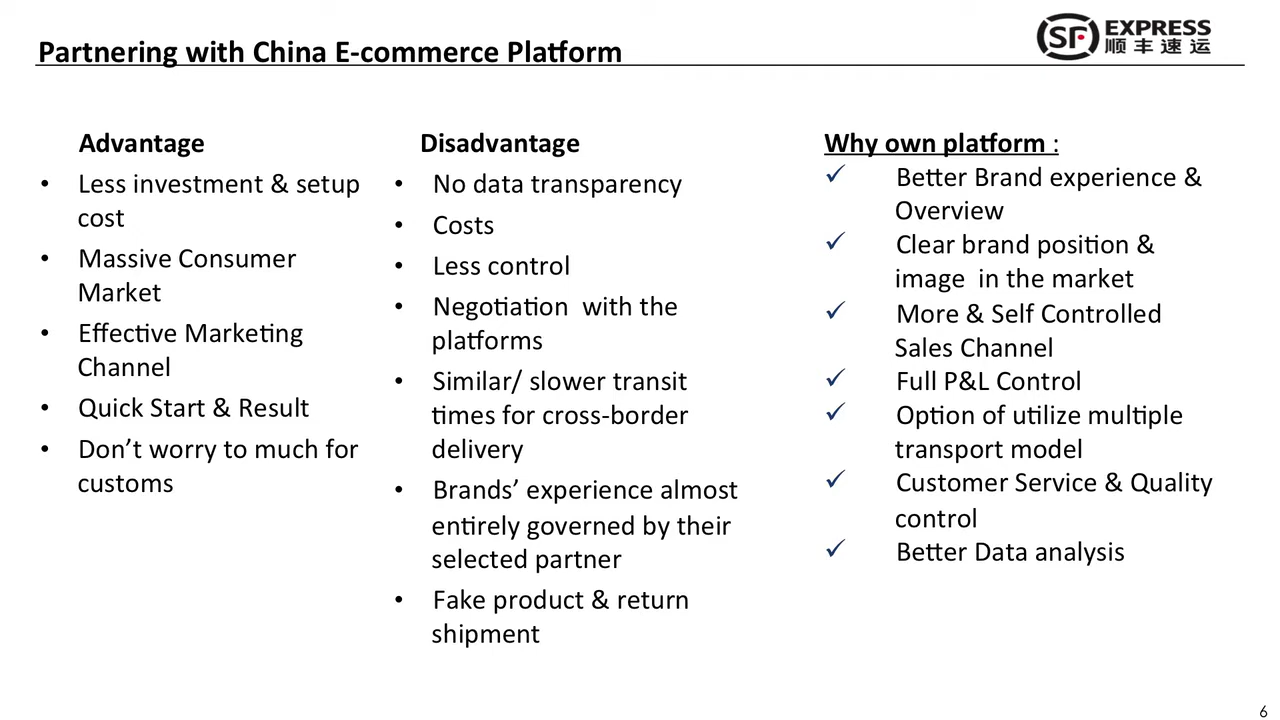 Partnering with China E-commerce Platform
SF EXPRESS
顺丰速运
Advantage
• Less investment & setup
cost
• Massive Consumer
Market
• Effective Marketing
Channel
• Quick Start & Result
• Don’t worry to much for
customs
Disadvantage
• No data transparency
• Costs
• Less control
• Negotiation  with the
platforms
• Similar/ slower transit
times for cross-border
delivery
• Brands’ experience almost
entirely governed by their
selected partner
• Fake product & return
shipment
Why own platform :
✓ Better Brand experience &
Overview
✓ Clear brand position &
image  in the market
✓ More & Self Controlled
Sales Channel
✓ Full P&L Control
✓ Option of utilize multiple
transport model
✓ Customer Service & Quality
control
✓ Better Data analysis
6